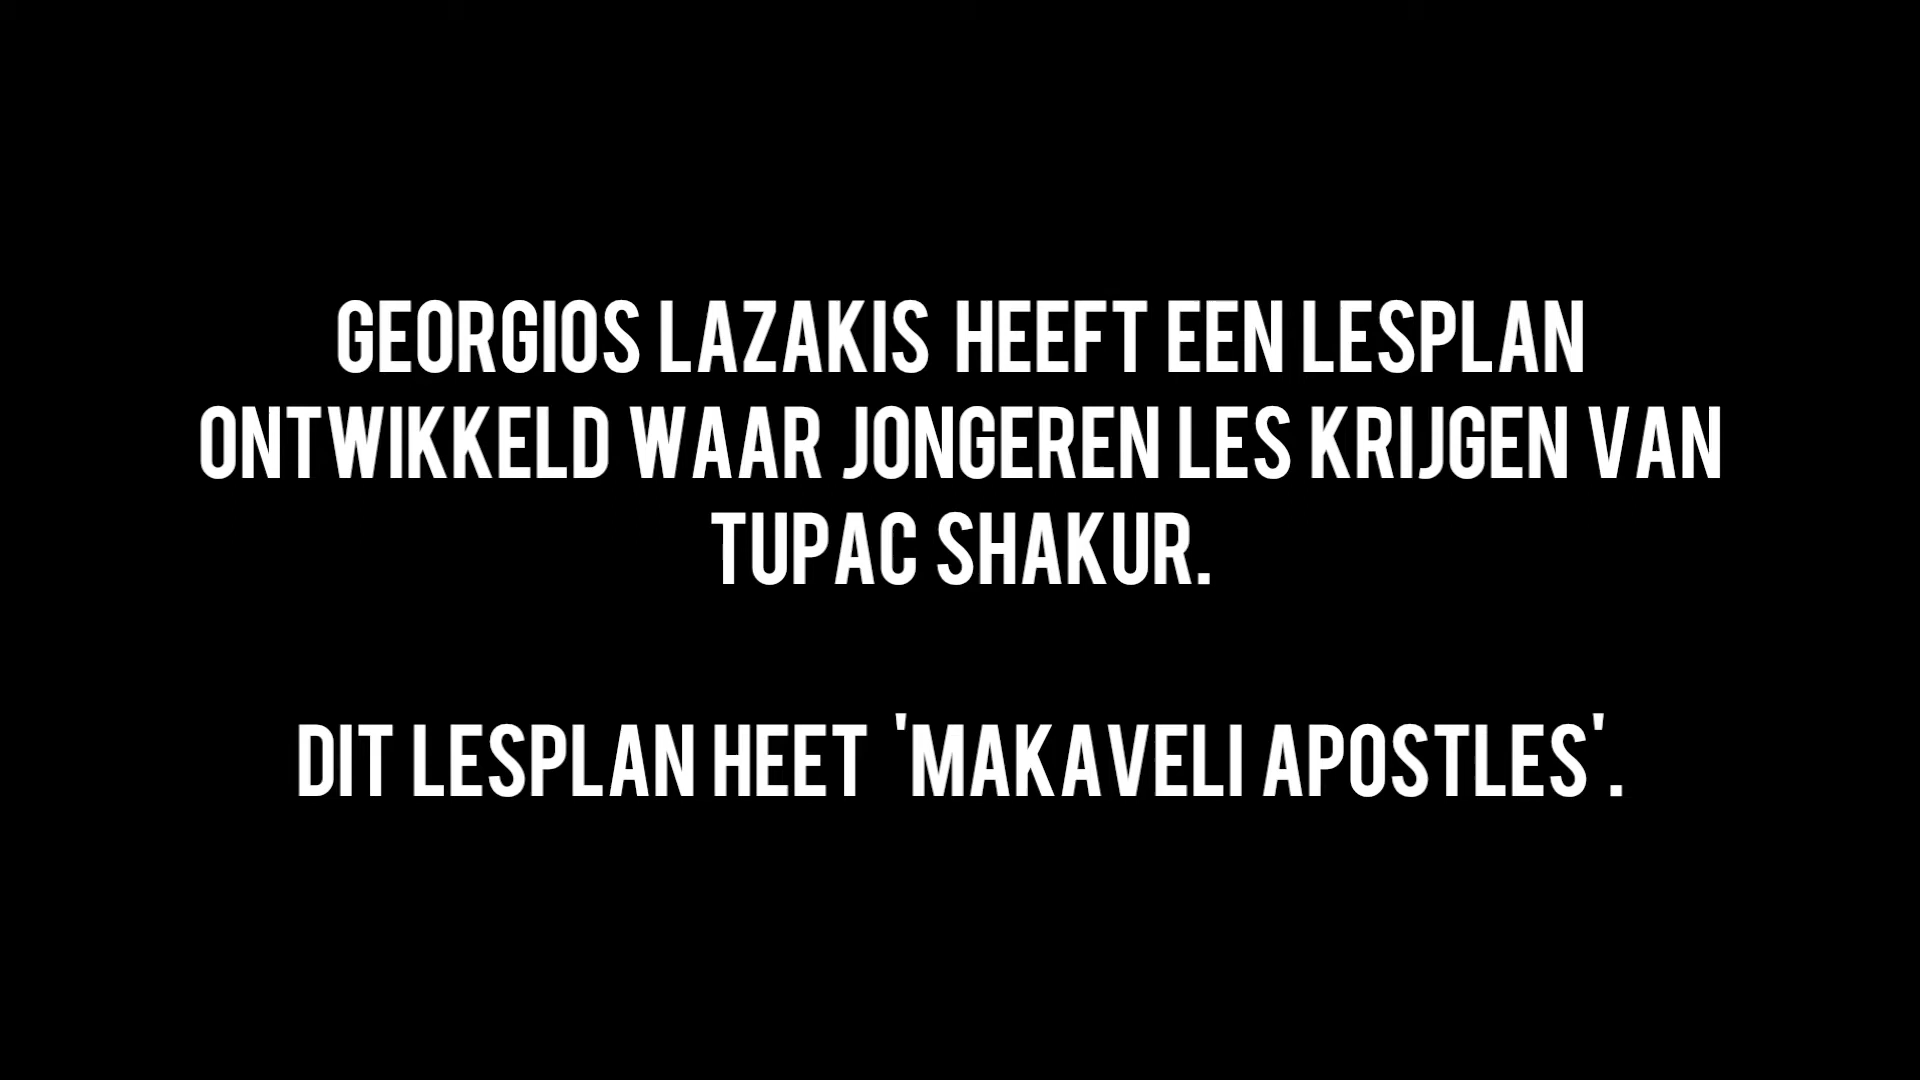 GEORGIOS LAZAKIS HEEFT EEN LESPLAN
ONTWIKKELD WAAR JONGEREN LES KRIJGEN VAN
TUPAC SHAKUR.
DIT LESPLAN HEET 'MAKAVELI APOSTLES'.